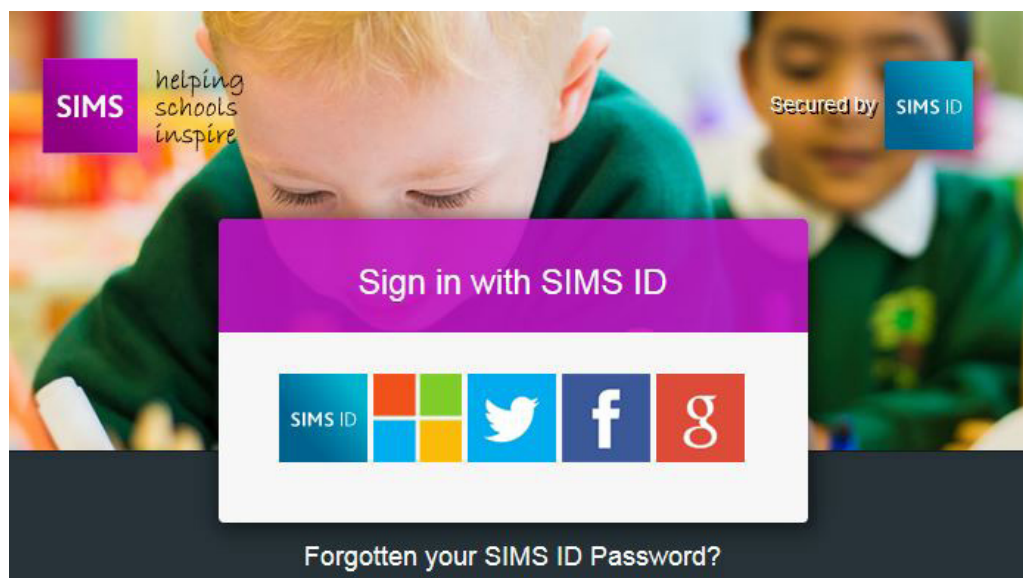 SIMS
helping
schools
inspire
Secured by
SIMS ID
Sign in with SIMS ID
SIMS ID
f
g
Forgotten your SIMS ID Password?